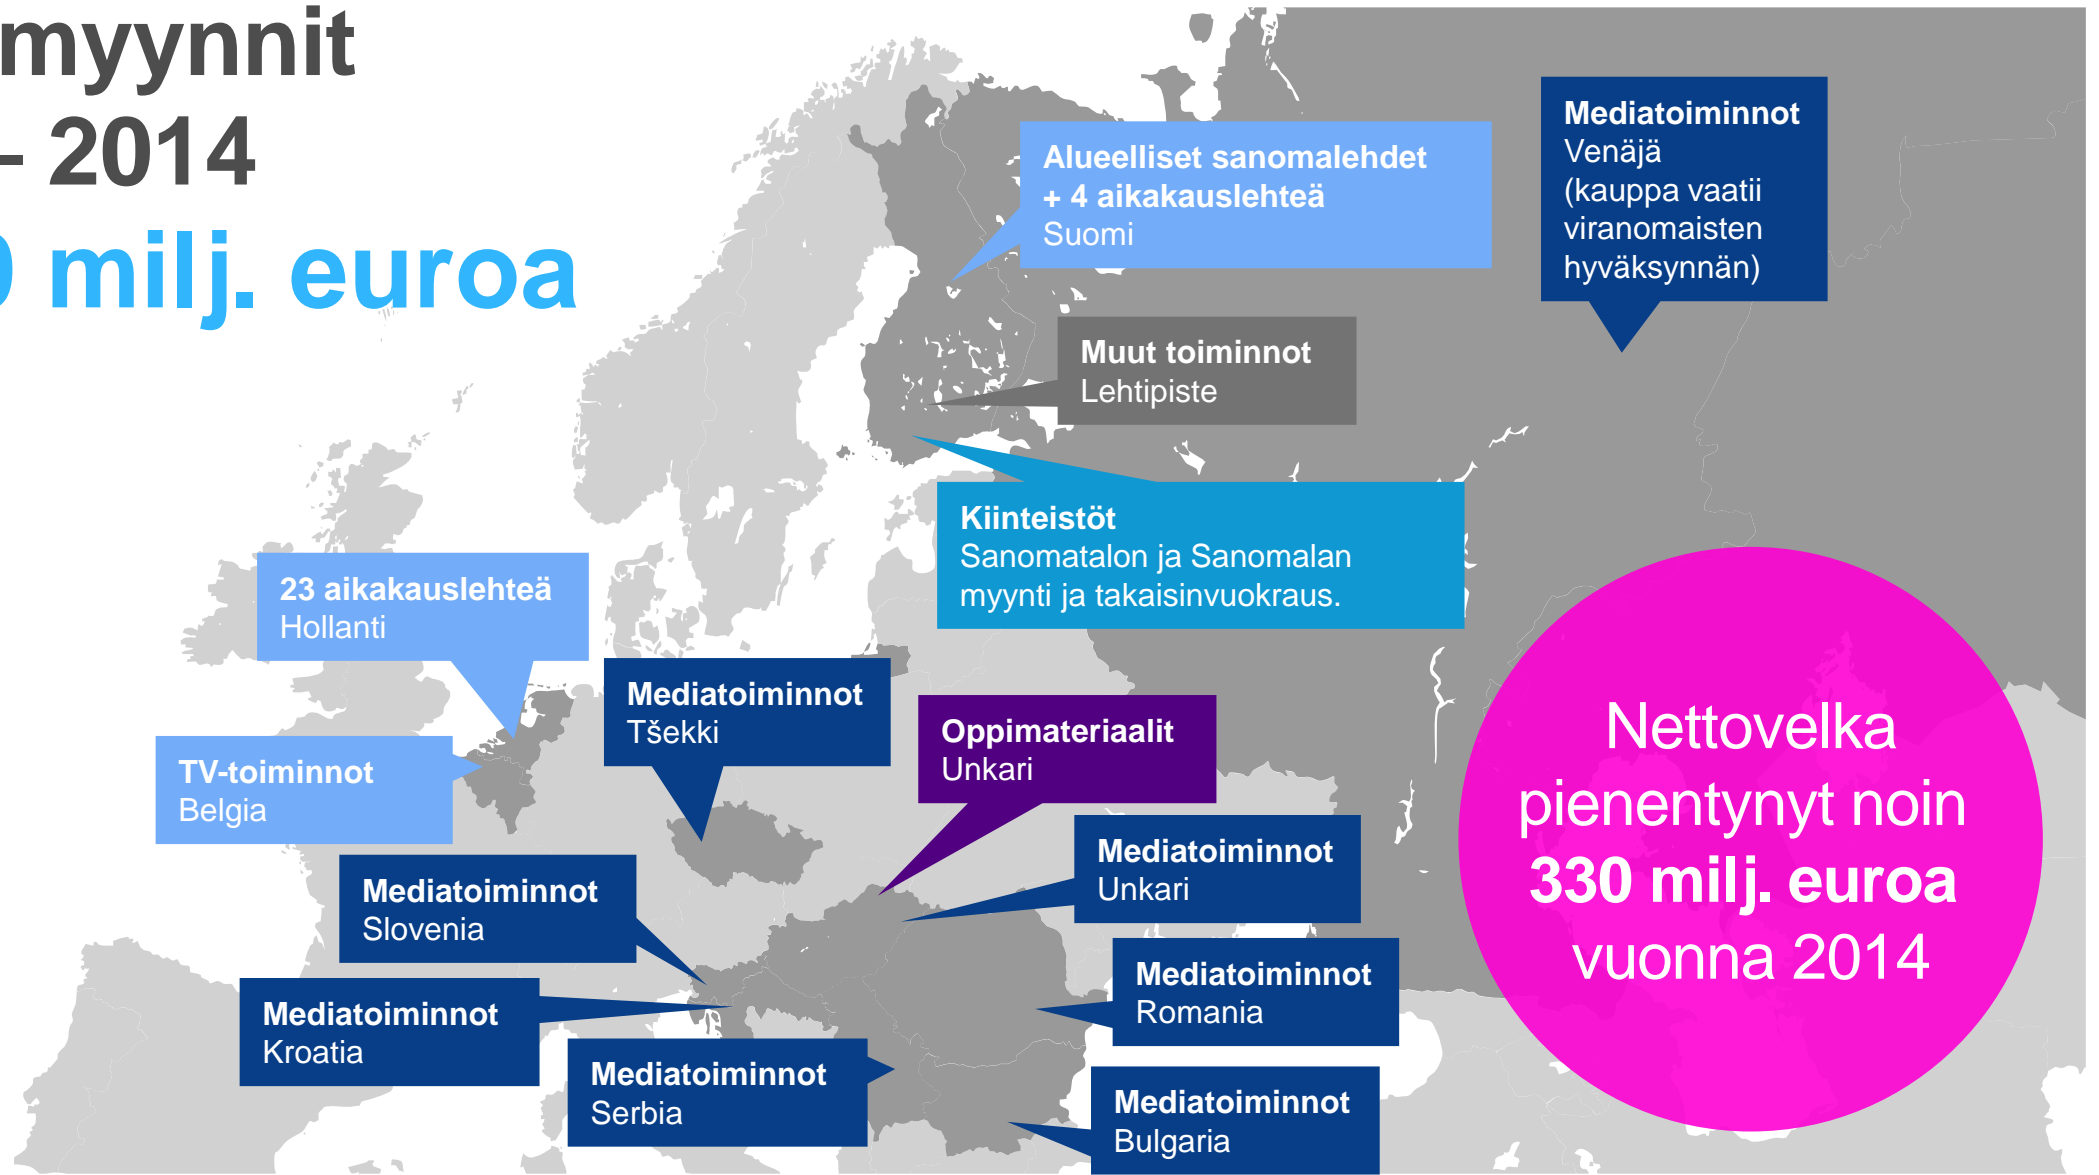 myynnit
– 2014
0 milj. euroa
Mediatoiminnot
Venäjä
(kauppa vaatii
viranomaisten
hyväksynnän)
Alueelliset sanomalehdet
+ 4 aikakauslehteä
Suomi
Muut toiminnot
Lehtipiste
Kiinteistöt
Sanomatalon ja Sanomalan
myynti ja takaisinvuokraus.
23 aikakauslehteä
Hollanti
Mediatoiminnot
Tšekki
Oppimateriaalit
Unkari
TV-toiminnot
Belgia
Mediatoiminnot
Unkari
Mediatoiminnot
Slovenia
Mediatoiminnot
Romania
Mediatoiminnot
Kroatia
Mediatoiminnot
Serbia
Mediatoiminnot
Bulgaria
Nettovelka
pienentynyt noin
330 milj. euroa
vuonna 2014